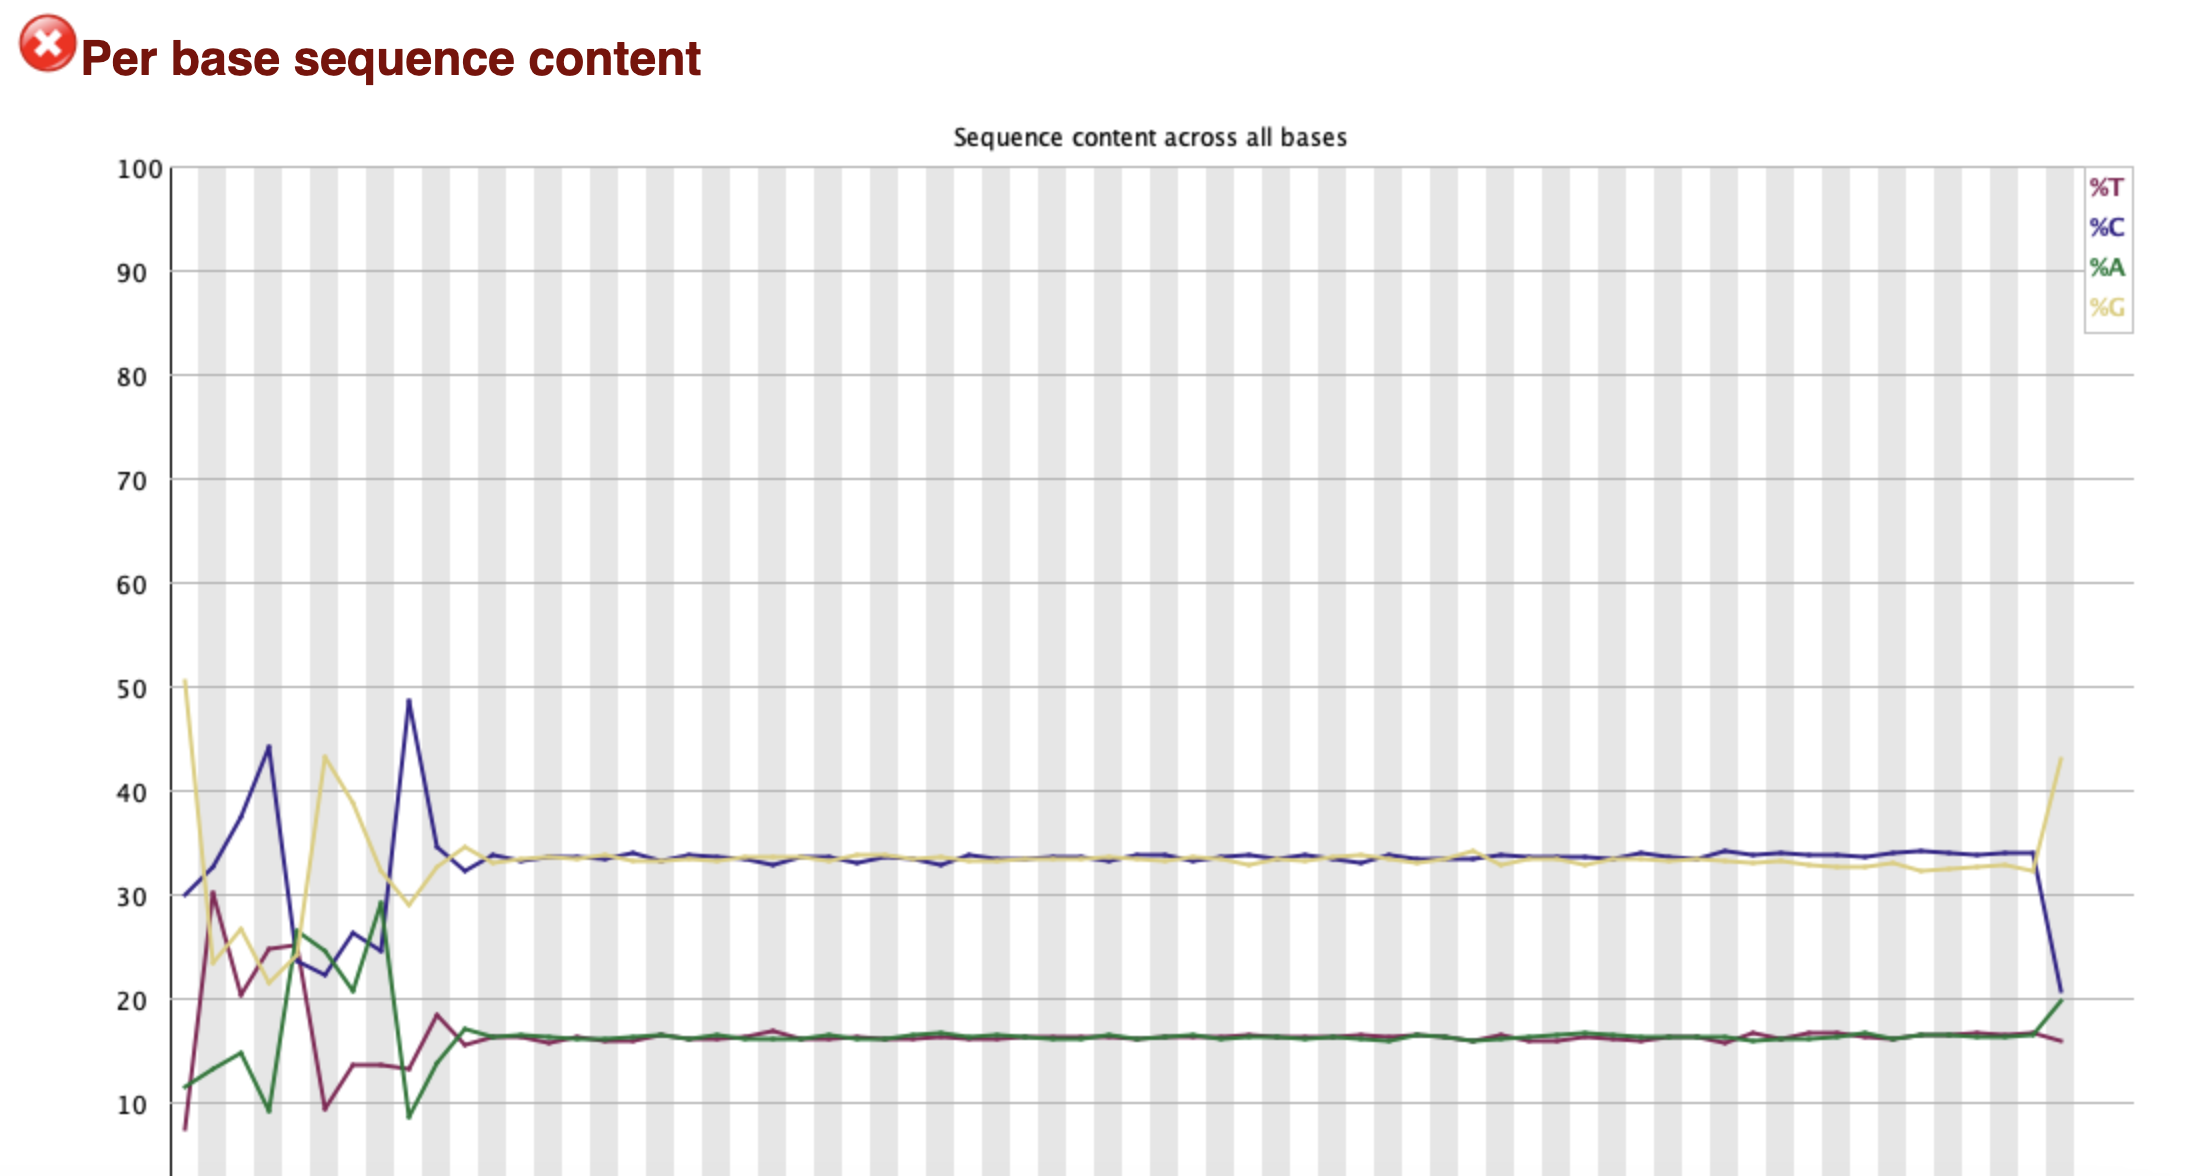 Per base sequence content
Sequence content across all bases
100
90
80
70
60
50
40
30
20
10
%T
%C
%A
%G